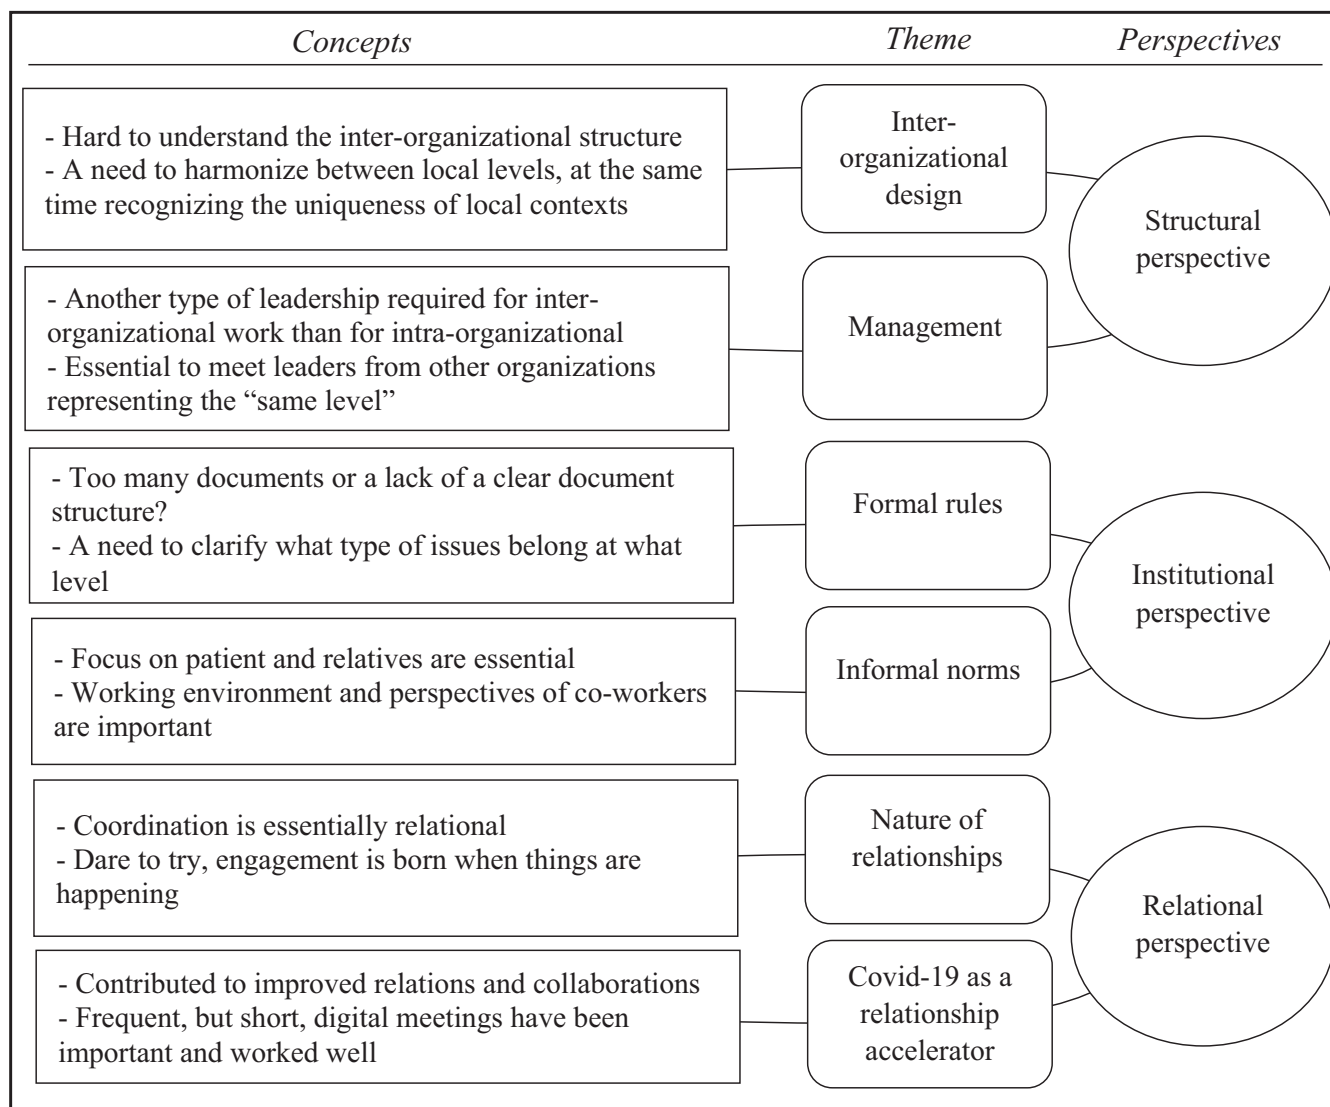 Concepts
Theme
Perspectives
- Hard to understand the inter-organizational structure
- A need to harmonize between local levels, at the same
time recognizing the uniqueness of local contexts
Inter-
organizational
design
Structural
perspective
- Another type of leadership required for inter-
organizational work than for intra-organizational
- Essential to meet leaders from other organizations
representing the “same level”
Management
- Too many documents or a lack of a clear document
structure?
- A need to clarify what type of issues belong at what
level
Formal rules
Institutional
perspective
- Focus on patient and relatives are essential
- Working environment and perspectives of co-workers
are important
Informal norms
- Coordination is essentially relational
- Dare to try, engagement is born when things are
happening
Nature of
relationships
Relational
perspective
- Contributed to improved relations and collaborations
- Frequent, but short, digital meetings have been
important and worked well
Covid-19 as a
relationship
accelerator